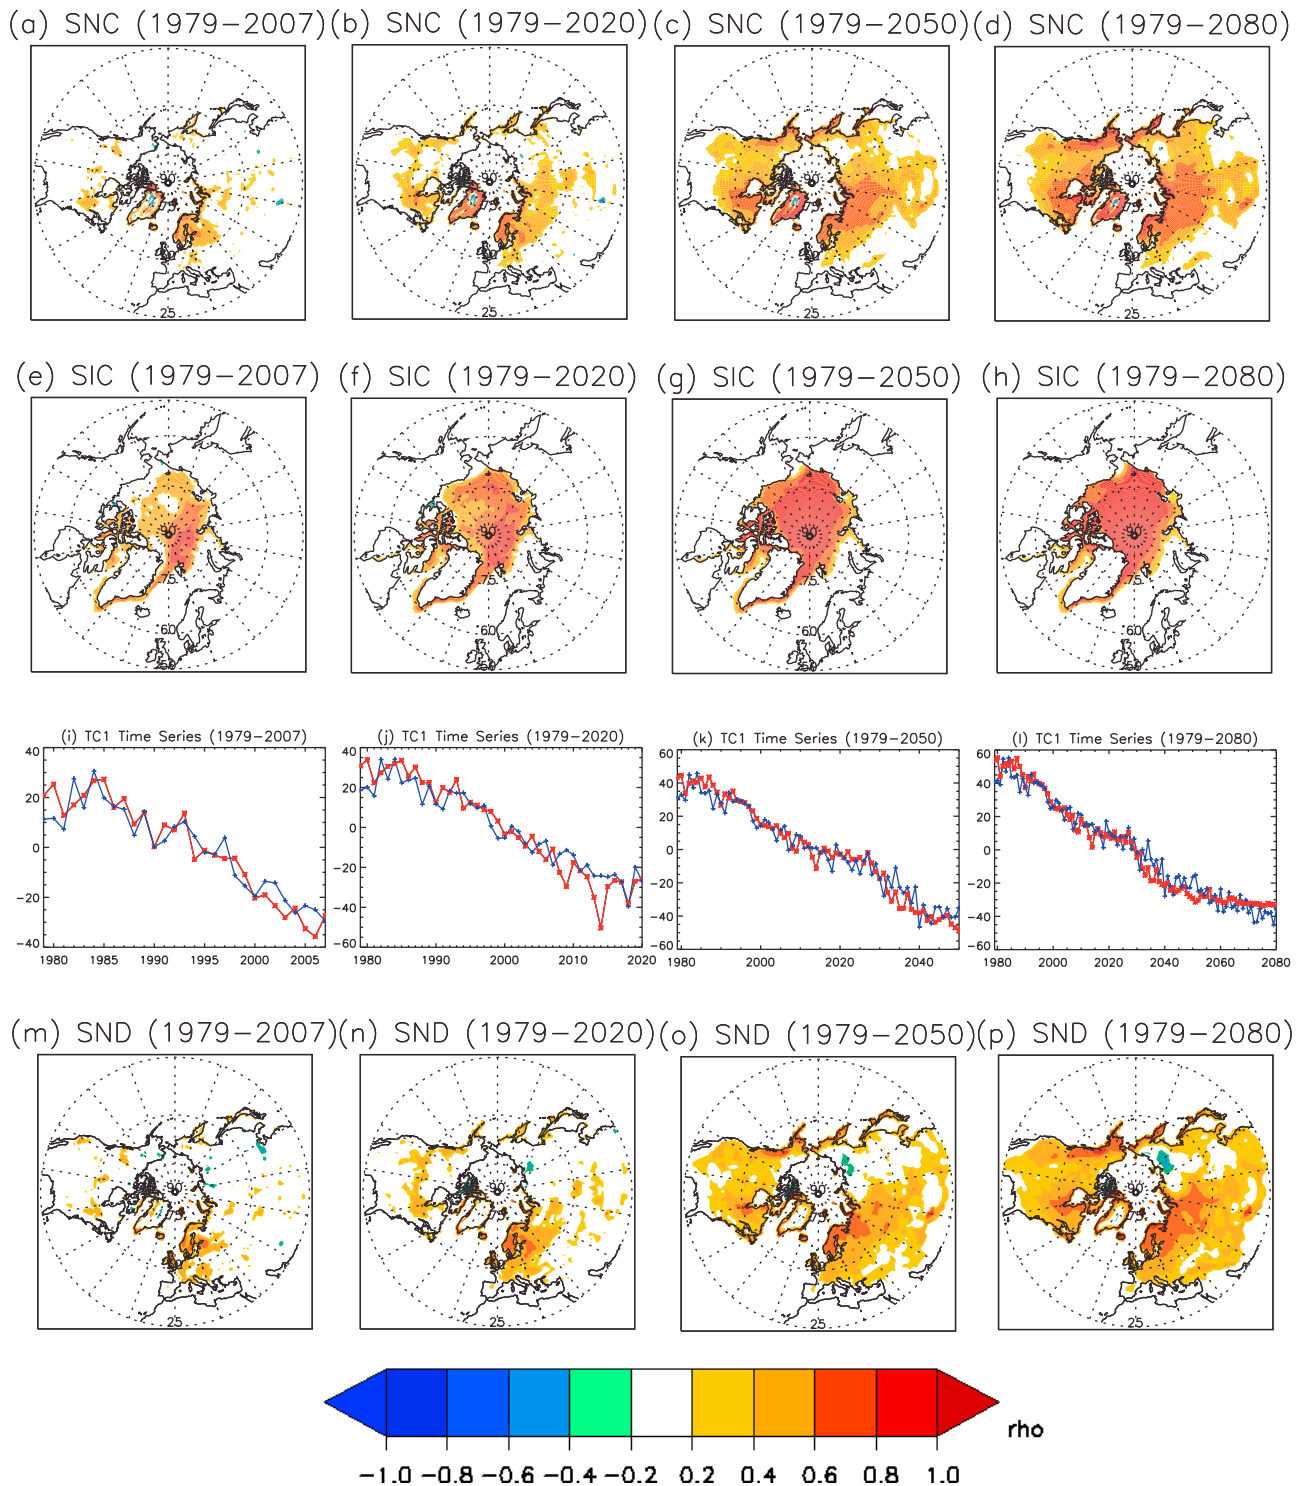 (a) SNC (1979-2007)
(b) SNC (1979-2020)
(c) SNC (1979-2050)
(d) SNC (1979-2080)
25
25
25
25
(e) SIC (1979-2007)
(f) SIC (1979-2020)
(g) SIC (1979-2050)
(h) SIC (1979-2080)
75
75
75
75
60
60
60
60
(i) TC1 Time Series (1979-2007)
(j) TC1 Time Series (1979-2020)
(k) TC1 Time Series (1979-2050)
(l) TC1 Time Series (1979-2080)
40
20
0
-20
-40
1980 1985 1990 1995 2000 2005
40
20
0
-20
-40
-60
1980 1990 2000 2010 2020
60
40
20
0
-20
-40
-60
1980 2000 2020 2040
60
40
20
0
-20
-40
-60
1980 2000 2020 2040 2060 2080
(m) SND (1979-2007)
(n) SND (1979-2020)
(o) SND (1979-2050)
(p) SND (1979-2080)
25
25
25
25
rho
-1.0 -0.8 -0.6 -0.4 -0.2 0.2 0.4 0.6 0.8 1.0